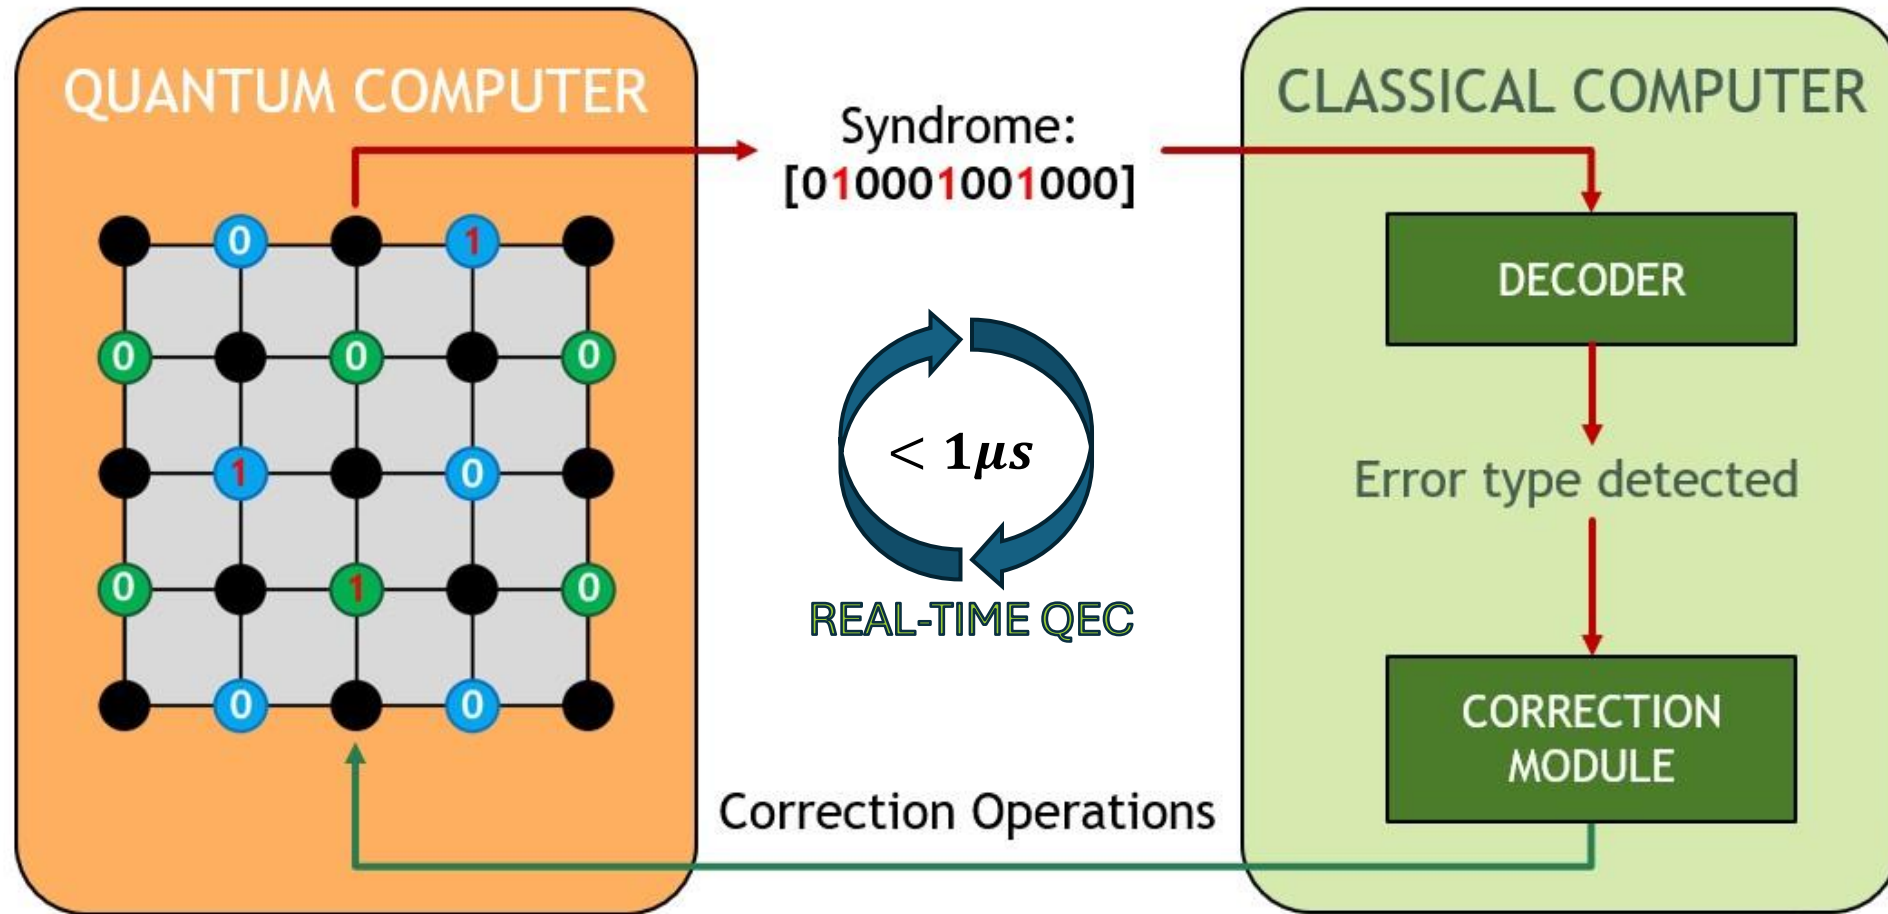 QUANTUM COMPUTER
0 1
0 0 0
1 0
0 1 0
0 0
Syndrome:
[010001001000]
< 1µs
REAL-TIME QEC
Correction Operations
CLASSICAL COMPUTER
DECODER
Error type detected
CORRECTION
MODULE